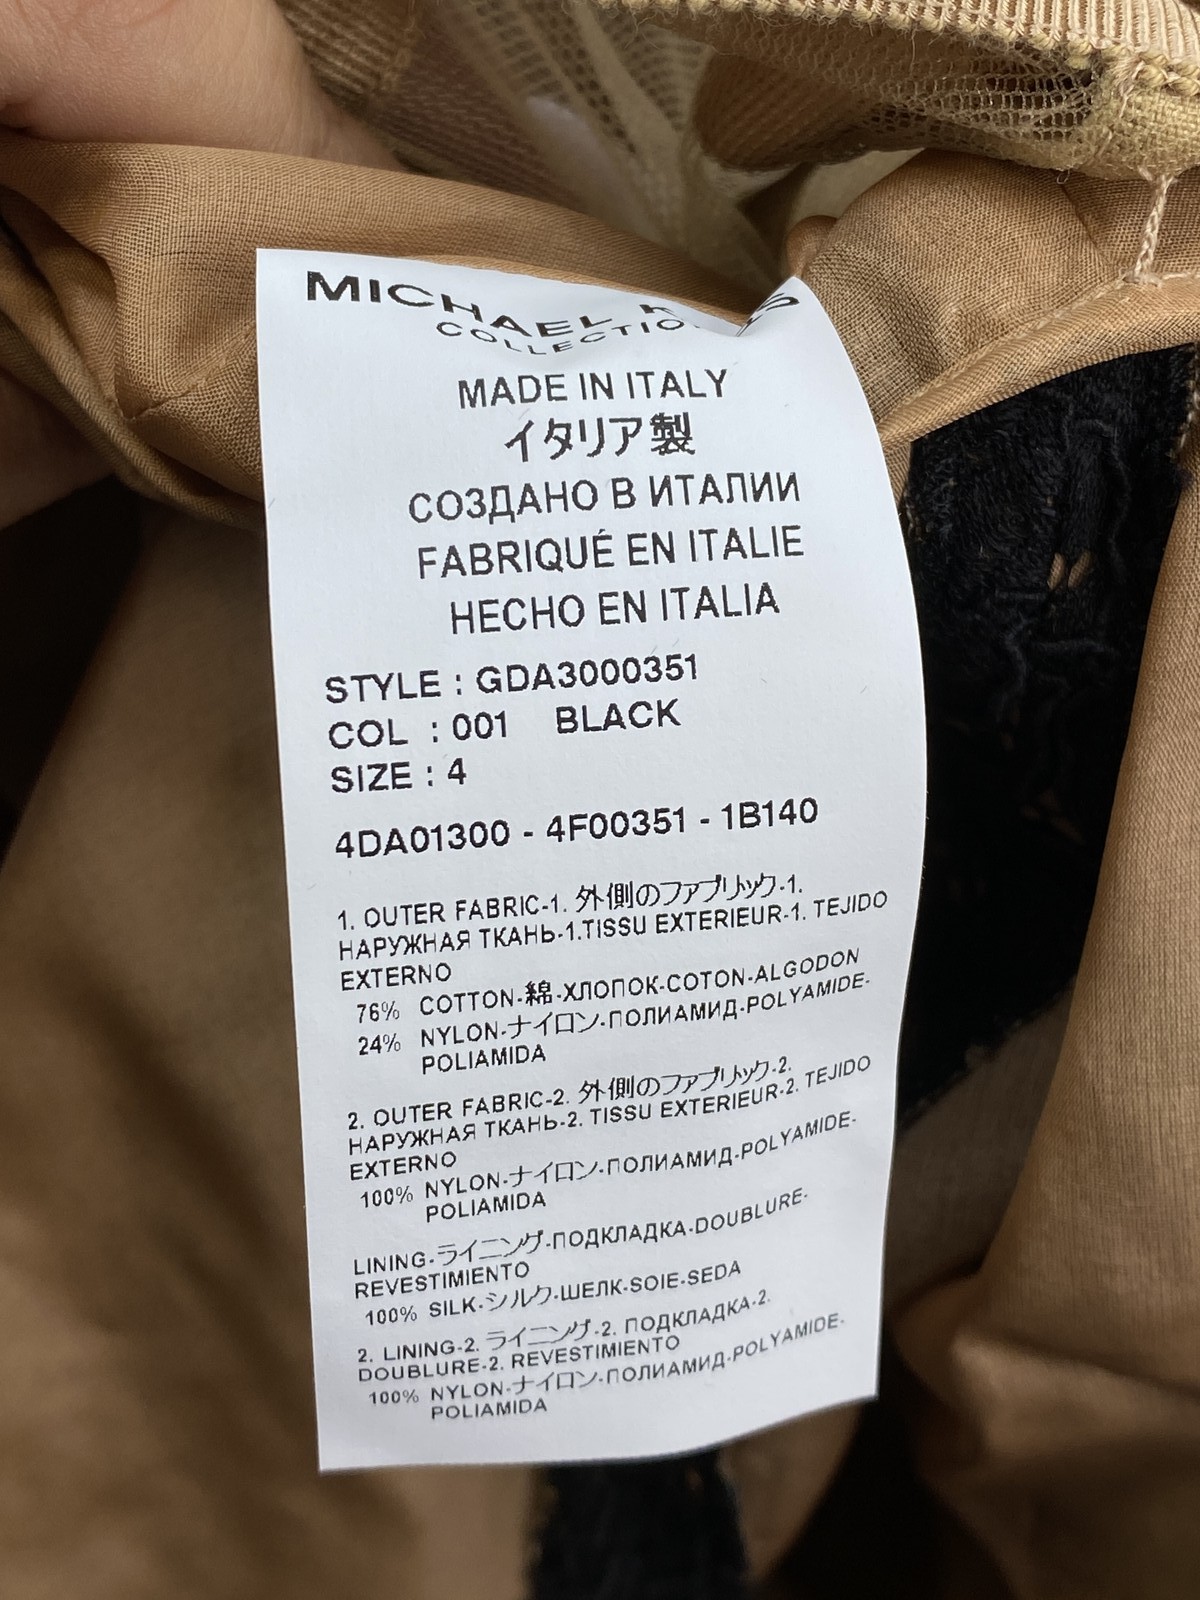 MICHAEL
COLLECTION
MADE IN ITALY
イタリア製
СОЗДАНО В ИТАЛИИ
FABRIQUÉ EN ITALIE
HECHO EN ITALIA
STYLE : GDA3000351
COL : 001 BLACK
SIZE : 4
4DA01300 - 4F00351 - 1B140
1. OUTER FABRIC-1. 外側のファブリック-1.
НАРУЖНАЯ ТКАНЬ-1.TISSU EXTERIEUR-1. TEJIDO
EXTERNO
76% COTTON-綿-ХЛОПОК-COTON-ALGODON
24% NYLON-ナイロン-ПОЛИАМИД-POLYAMIDE-
POLIAMIDA
2. OUTER FABRIC-2. 外側のファブリック-2.
НАРУЖНАЯ ТКАНЬ-2. TISSU EXTERIEUR-2. TEJIDO
EXTERNO
100% NYLON-ナイロン-ПОЛИАМИД-POLYAMIDE-
POLIAMIDA
LINING-ライニング-ПОДКЛАДКА-DOUBLURE-
REVESTIMIENTO
100% SILK-シルク-ШЕЛК-SOIE-SEDA
2. LINING-2. ライニング-2. ПОДКЛАДКА-2.
DOUBLURE-2. REVESTIMIENTO
100% NYLON-ナイロン-ПОЛИАМИД-POLYAMIDE-
POLIAMIDA